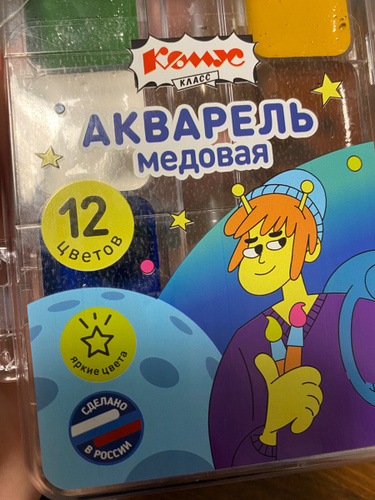 Комус
КЛАСС
АКВАРЕЛЬ
медовая
12
цветов
яркие цвета
СДЕЛАНО
В РОССИИ